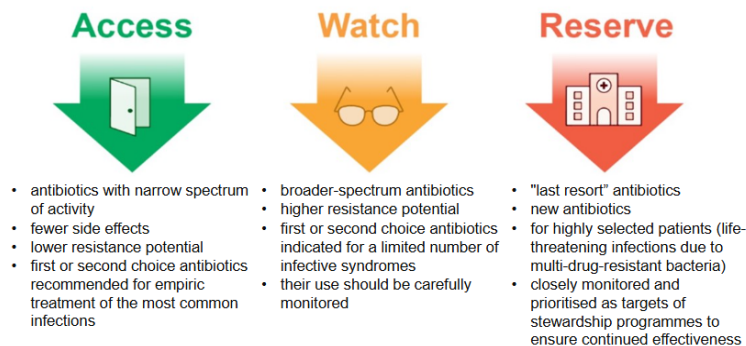 Access
• antibiotics with narrow spectrum
of activity
• fewer side effects
• lower resistance potential
• first or second choice antibiotics
recommended for empiric
treatment of the most common
infections
Watch
• broader-spectrum antibiotics
• higher resistance potential
• first or second choice antibiotics
indicated for a limited number of
infective syndromes
• their use should be carefully
monitored
Reserve
• "last resort” antibiotics
• new antibiotics
• for highly selected patients (life-
threatening infections due to
multi-drug-resistant bacteria)
• closely monitored and
prioritised as targets of
stewardship programmes to
ensure continued effectiveness